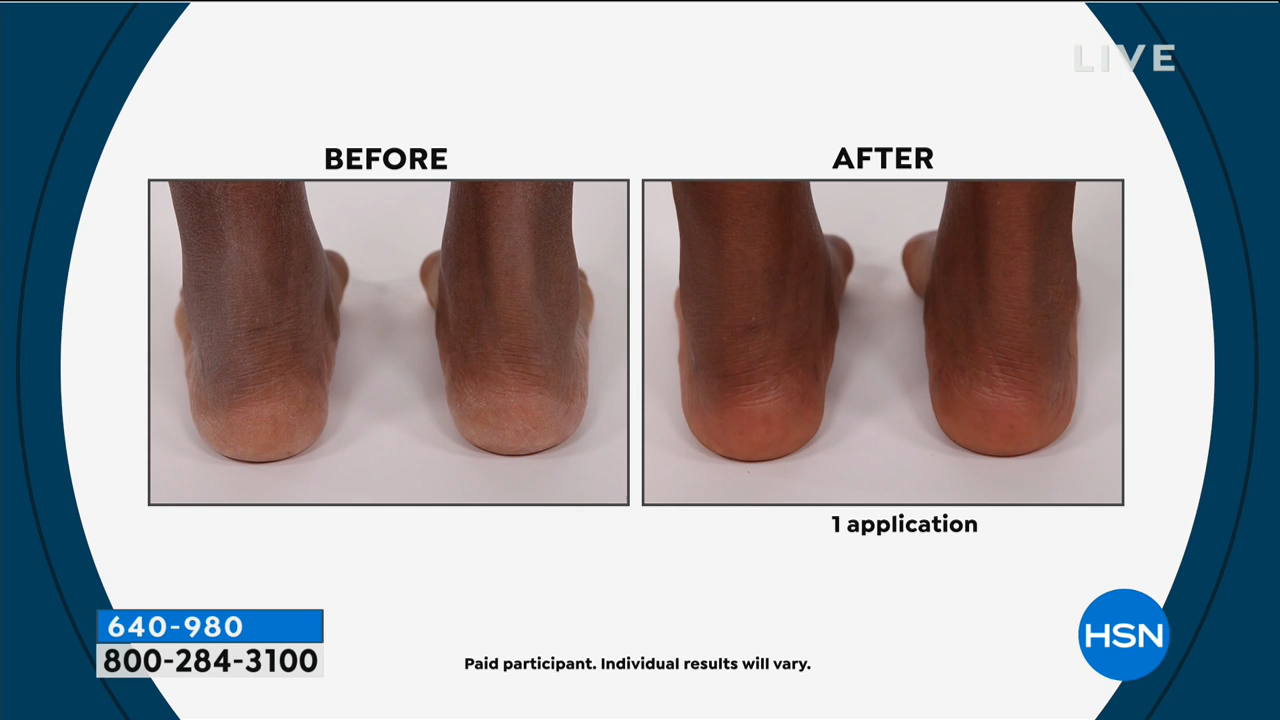 LIVE
BEFORE
AFTER
1 application
640-980
800-284-3100
Paid participant. Individual results will vary.
HSN